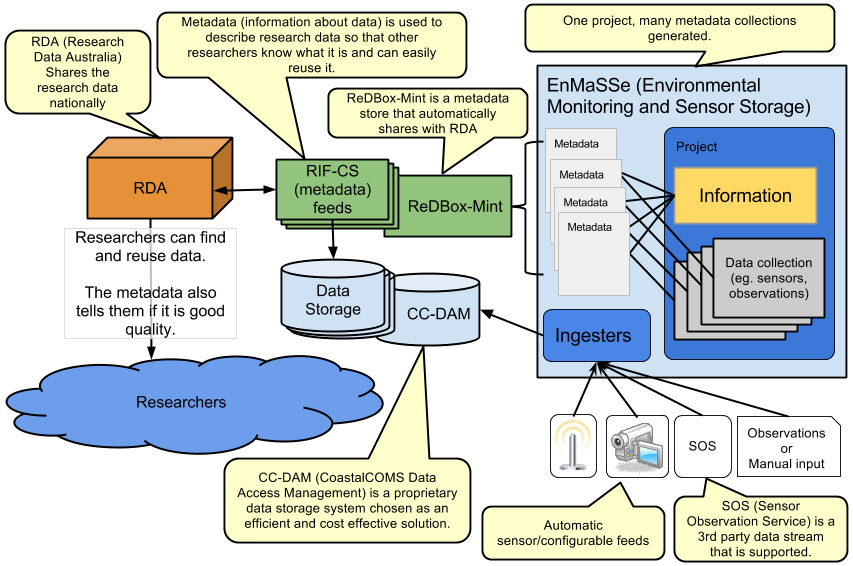 RDA (Research
Data Australia)
Shares the
research data
nationally
Metadata (information about data) is used to
describe research data so that other
researchers know what it is and can easily
reuse it.
One project, many metadata collections
generated.
ReDBox-Mint is a metadata
store that automatically
shares with RDA
EnMaSSe (Environmental
Monitoring and Sensor Storage)
Metadata
Metadata
Metadata
Metadata
Project
Information
Data collection
(eg. sensors,
observations)
RDA
RIF-CS
(metadata)
feeds
ReDBox-Mint
Researchers can find
and reuse data.
The metadata also
tells them if it is good
quality.
Data
Storage
CC-DAM
Ingesters
Researchers
SOS
Observations
or
Manual input
CC-DAM (CoastalCOMS Data
Access Management) is a proprietary
data storage system chosen as an
efficient and cost effective solution.
Automatic
sensor/configurable feeds
SOS (Sensor
Observation Service) is a
3rd party data stream
that is supported.